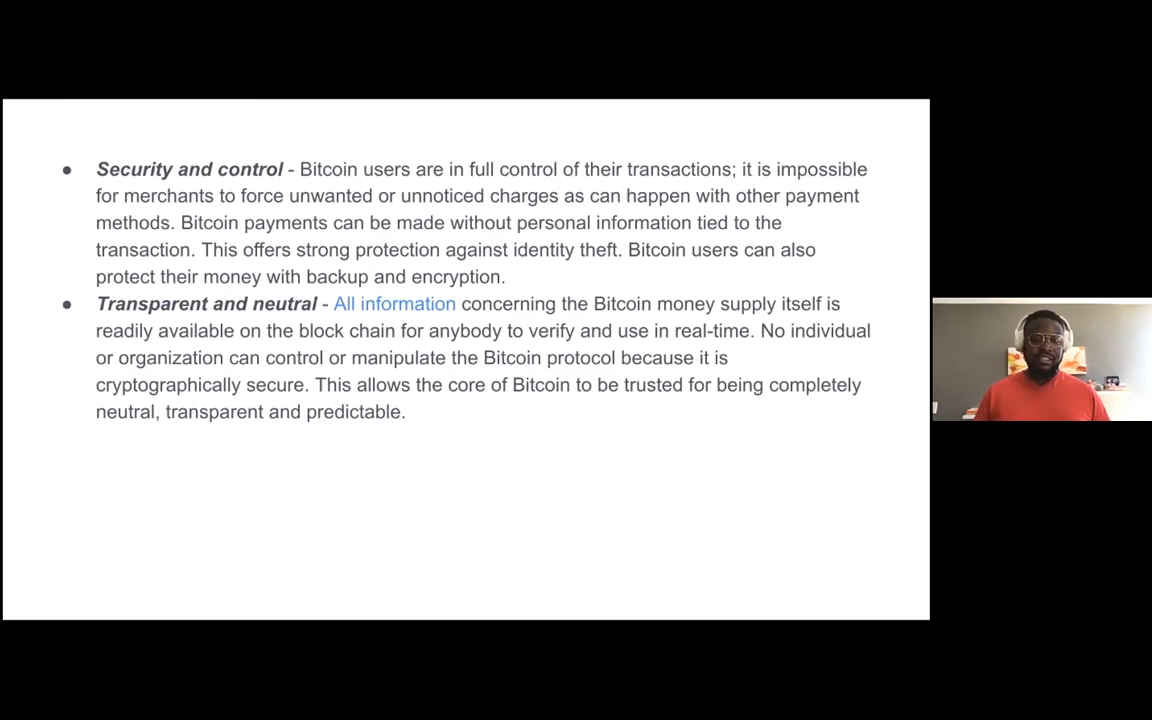 ● Security and control - Bitcoin users are in full control of their transactions; it is impossible
for merchants to force unwanted or unnoticed charges as can happen with other payment
methods. Bitcoin payments can be made without personal information tied to the
transaction. This offers strong protection against identity theft. Bitcoin users can also
protect their money with backup and encryption.
● Transparent and neutral - All information concerning the Bitcoin money supply itself is
readily available on the block chain for anybody to verify and use in real-time. No individual
or organization can control or manipulate the Bitcoin protocol because it is
cryptographically secure. This allows the core of Bitcoin to be trusted for being completely
neutral, transparent and predictable.